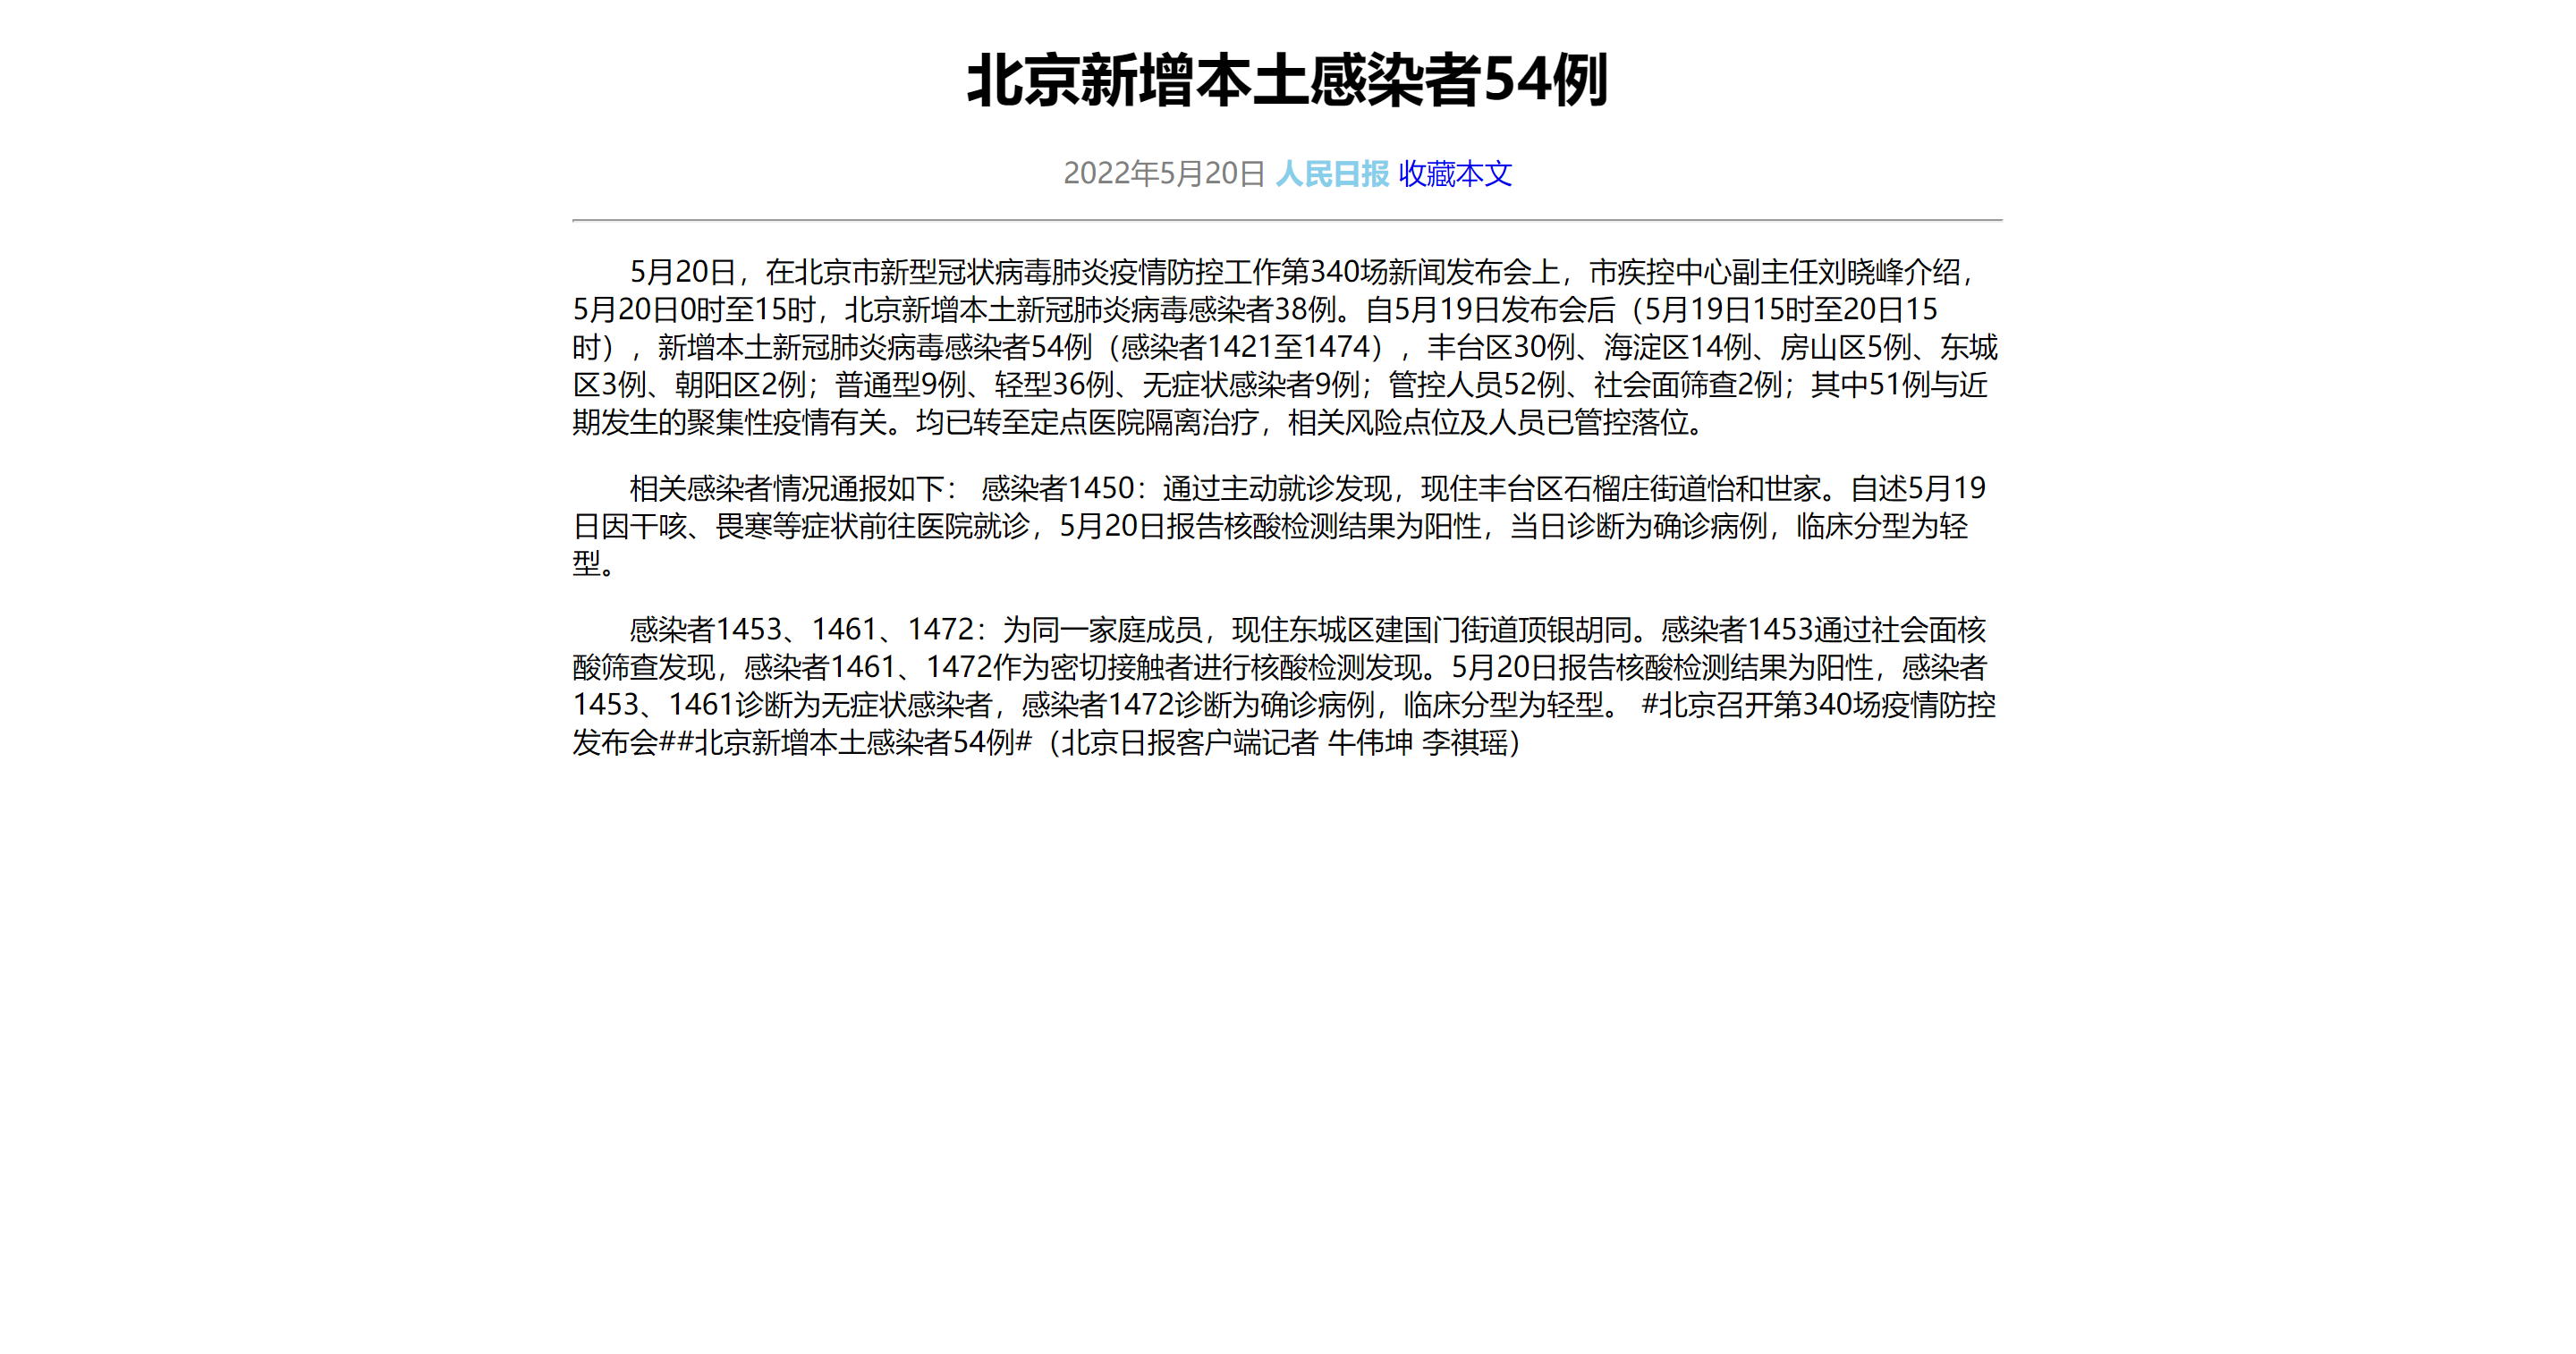 北京新增本土感染者54例
2022年5月20日 人民日报 收藏本文
5月20日，在北京市新型冠状病毒肺炎疫情防控工作第340场新闻发布会上，市疾控中心副主任刘晓峰介绍，
5月20日0时至15时，北京新增本土新冠肺炎病毒感染者38例。自5月19日发布会后（5月19日15时至20日15
时），新增本土新冠肺炎病毒感染者54例（感染者1421至1474），丰台区30例、海淀区14例、房山区5例、东城
区3例、朝阳区2例；普通型9例、轻型36例、无症状感染者9例；管控人员52例、社会面筛查2例；其中51例与近
期发生的聚集性疫情有关。均已转至定点医院隔离治疗，相关风险点位及人员已管控落位。
相关感染者情况通报如下： 感染者1450：通过主动就诊发现，现住丰台区石榴庄街道怡和世家。自述5月19
日因干咳、畏寒等症状前往医院就诊，5月20日报告核酸检测结果为阳性，当日诊断为确诊病例，临床分型为轻
型。
感染者1453、1461、1472：为同一家庭成员，现住东城区建国门街道顶银胡同。感染者1453通过社会面核
酸筛查发现，感染者1461、1472作为密切接触者进行核酸检测发现。5月20日报告核酸检测结果为阳性，感染者
1453、1461诊断为无症状感染者，感染者1472诊断为确诊病例，临床分型为轻型。 #北京召开第340场疫情防控
发布会##北京新增本土感染者54例#（北京日报客户端记者 牛伟坤 李祺瑶）